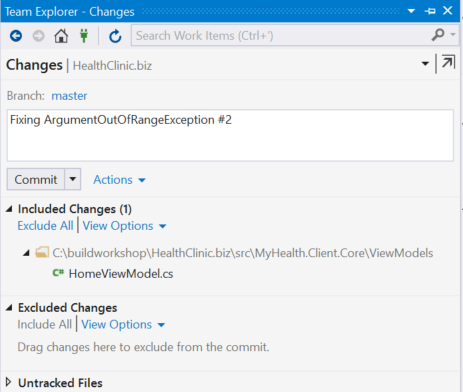 Team Explorer - Changes
Search Work Items (Ctrl+')
Changes | HealthClinic.biz
Branch: master
Fixing ArgumentOutOfRangeException #2
Commit Actions
Included Changes (1)
Exclude All | View Options
C:\buildworkshop\HealthClinic.biz\src\MyHealth.Client.Core\ViewModels
C# HomeViewModel.cs
Excluded Changes
Include All | View Options
Drag changes here to exclude from the commit.
Untracked Files